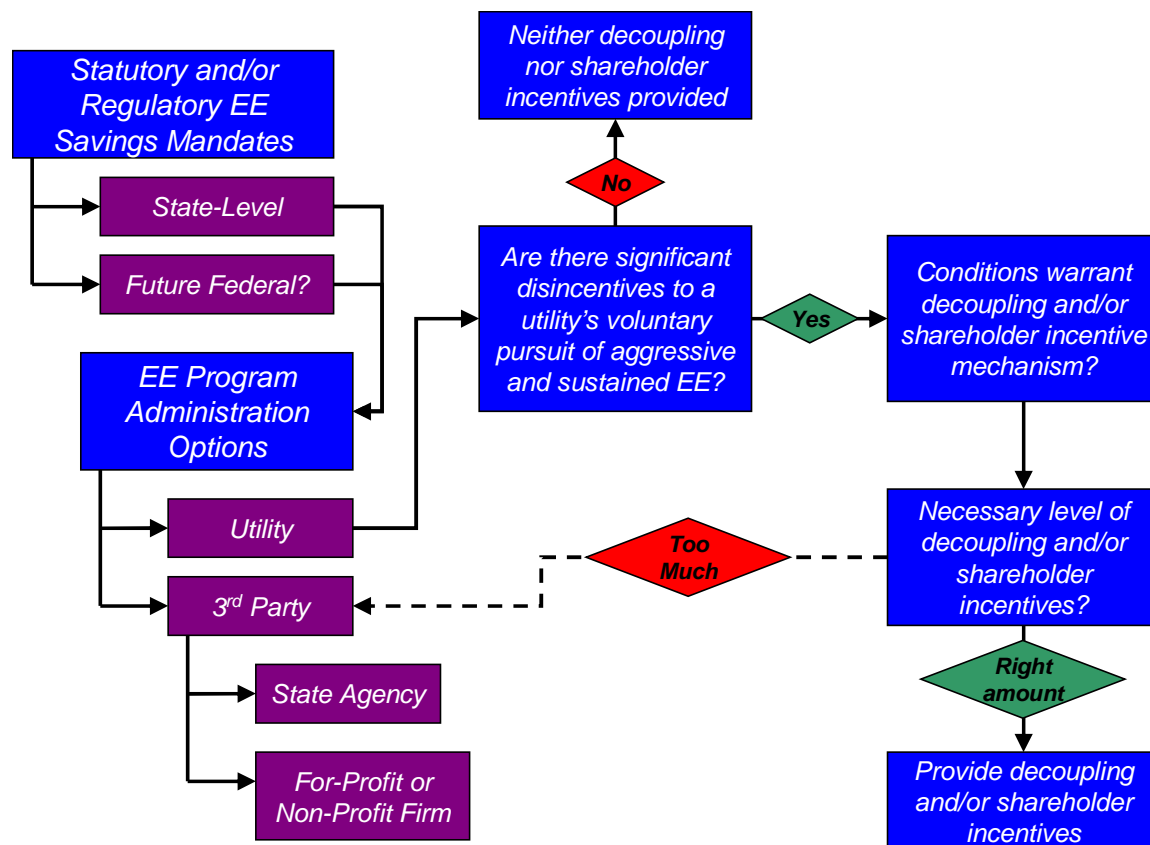 Statutory and/or
Regulatory EE
Savings Mandates
State-Level
Future Federal?
EE Program
Administration
Options
Utility
3rd Party
State Agency
For-Profit or
Non-Profit Firm
Neither decoupling
nor shareholder
incentives provided
No
Are there significant
disincentives to a
utility's voluntary
pursuit of aggressive
and sustained EE?
Yes
Conditions warrant
decoupling and/or
shareholder incentive
mechanism?
Necessary level of
decoupling and/or
shareholder
incentives?
Too
Much
Right
amount
Provide decoupling
and/or shareholder
incentives